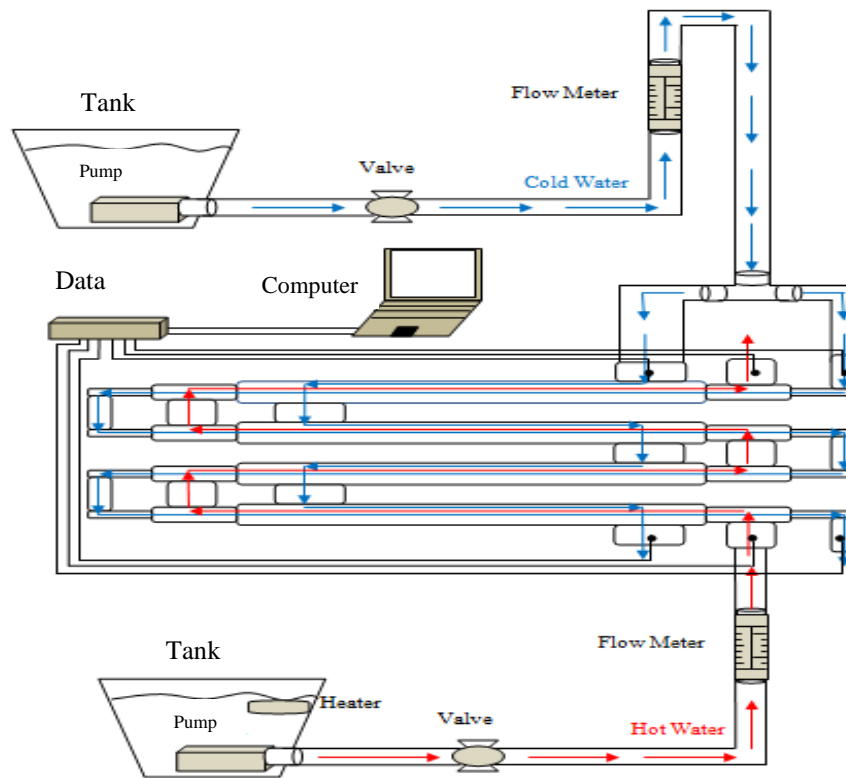 Flow Meter
Tank
Pump
Valve
Cold Water
Data
Computer
Flow Meter
Tank
Heater
Pump
Valve
Hot Water